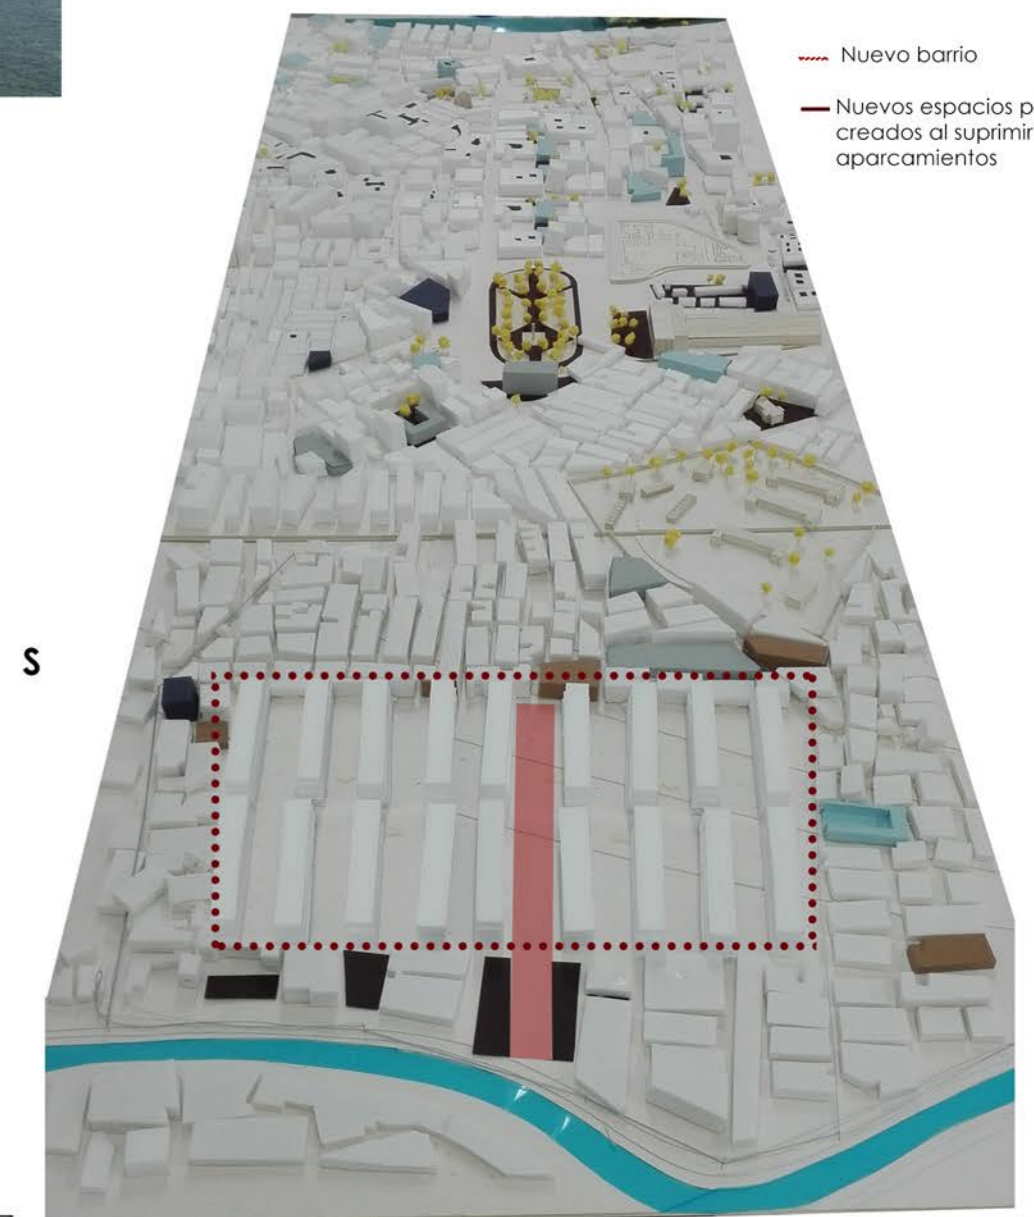 Nuevo barrio
Nuevos espacios p
creados al suprimir
aparcamientos
S